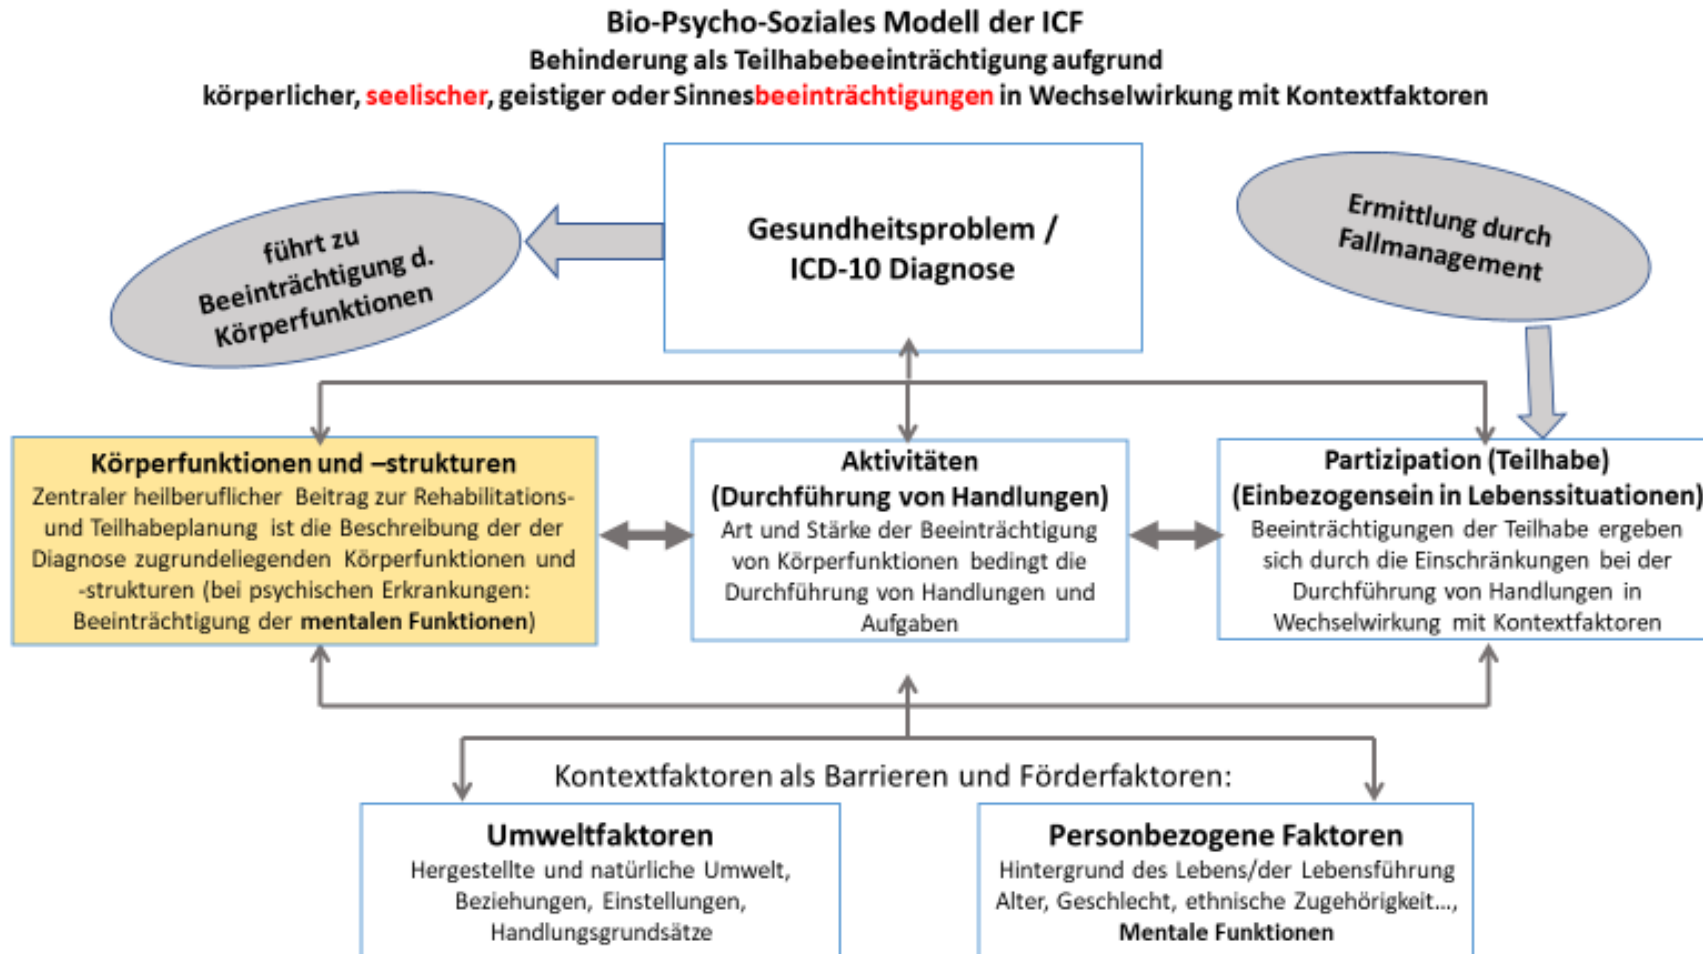 Bio-Psycho-Soziales Modell der ICF
Behinderung als Teilhabebeeinträchtigung aufgrund
körperlicher, seelischer, geistiger oder Sinnesbeeinträchtigungen in Wechselwirkung mit Kontextfaktoren
führt zu
Beeinträchtigung d.
Körperfunktionen
Gesundheitsproblem /
ICD-10 Diagnose
Ermittlung durch
Fallmanagement
Körperfunktionen und –strukturen
Zentraler heilberuflicher Beitrag zur Rehabilitations-
und Teilhabeplanung ist die Beschreibung der der
Diagnose zugrundeliegenden Körperfunktionen und
-strukturen (bei psychischen Erkrankungen:
Beeinträchtigung der mentalen Funktionen)
Aktivitäten
(Durchführung von Handlungen)
Art und Stärke der Beeinträchtigung
von Körperfunktionen bedingt die
Durchführung von Handlungen und
Aufgaben
Partizipation (Teilhabe)
(Einbezogensein in Lebenssituationen)
Beeinträchtigungen der Teilhabe ergeben
sich durch die Einschränkungen bei der
Durchführung von Handlungen in
Wechselwirkung mit Kontextfaktoren
Kontextfaktoren als Barrieren und Förderfaktoren:
Umweltfaktoren
Hergestellte und natürliche Umwelt,
Beziehungen, Einstellungen,
Handlungsgrundsätze
Personbezogene Faktoren
Hintergrund des Lebens/der Lebensführung
Alter, Geschlecht, ethnische Zugehörigkeit...,
Mentale Funktionen